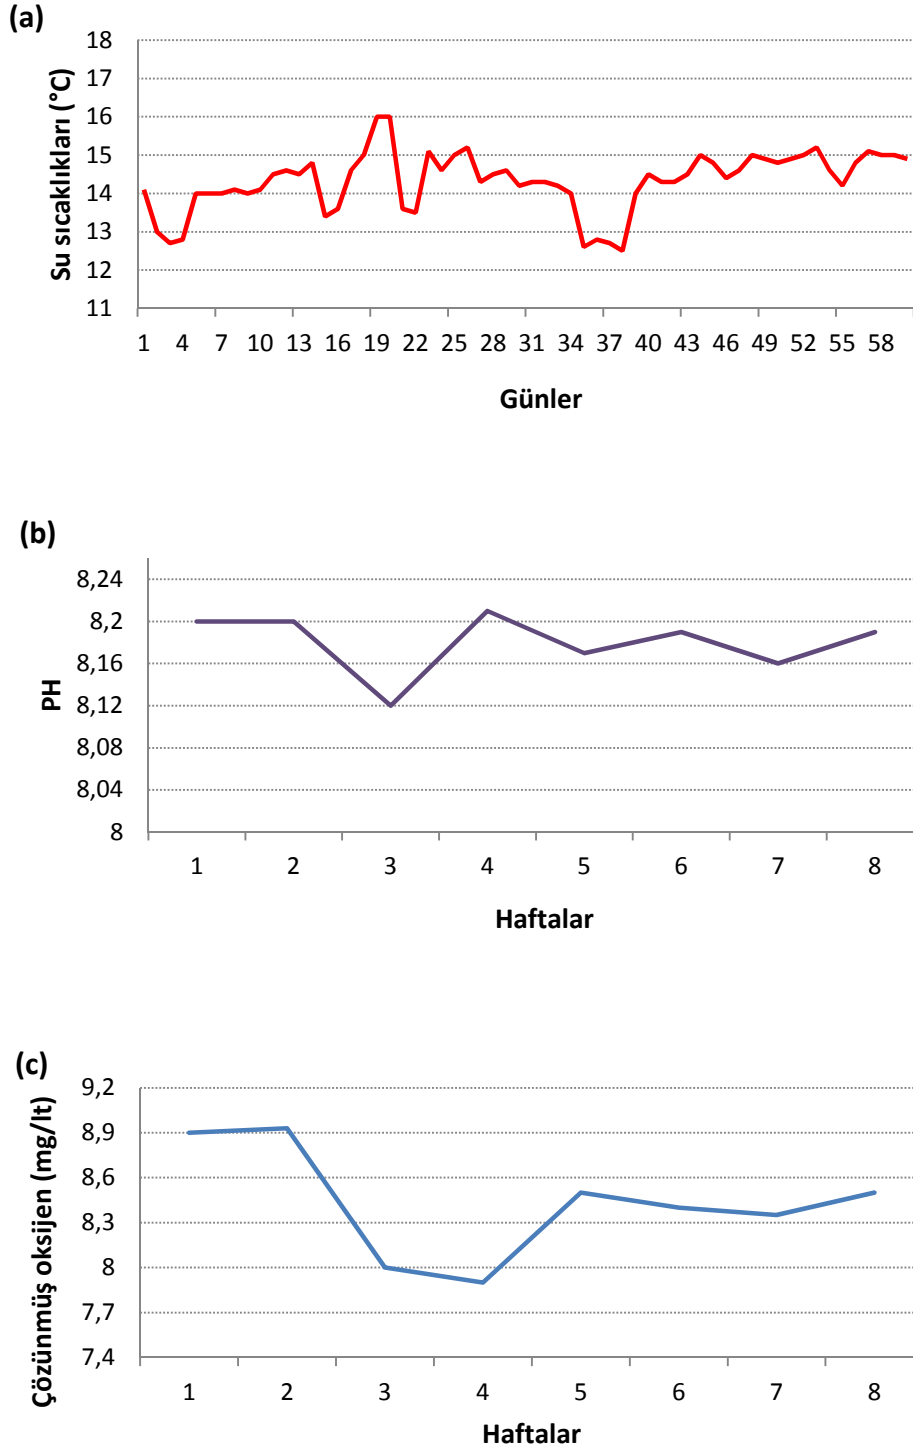 (a)
Su sıcaklıkları (°C)
18
17
16
15
14
13
12
11
1 4 7 10 13 16 19 22 25 28 31 34 37 40 43 46 49 52 55 58
Günler
(b)
PH
8,24
8,2
8,16
8,12
8,08
8,04
8
1 2 3 4 5 6 7 8
Haftalar
(c)
Çözünmüş oksijen (mg/lt)
9,2
8,9
8,6
8,3
8
7,7
7,4
1 2 3 4 5 6 7 8
Haftalar